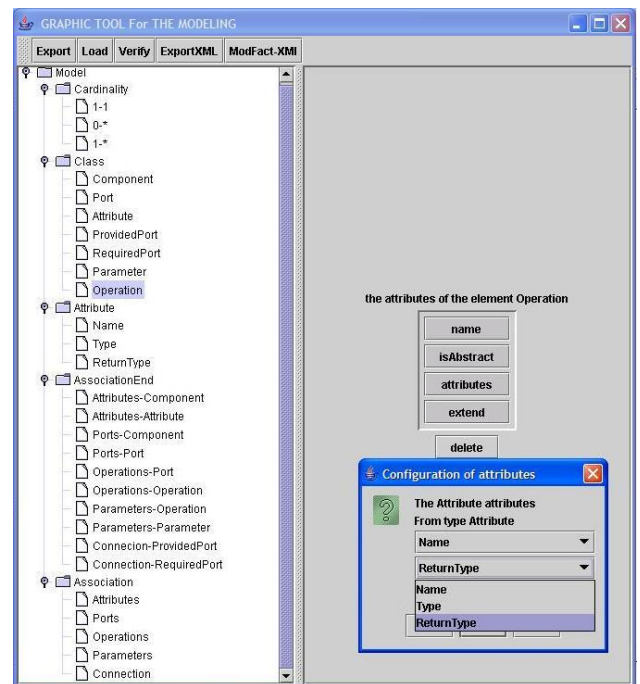 GRAPHIC TOOL For THE MODELING
Export Load Verify ExportXML ModFact-XMI
Model
Cardinality
1-1
0-*
1-*
Class
Component
Port
Attribute
ProvidedPort
RequiredPort
Parameter
Operation
Attribute
Name
Type
ReturnType
AssociationEnd
Attributes-Component
Attributes-Attribute
Ports-Component
Ports-Port
Operations-Port
Operations-Operation
Parameters-Operation
Parameters-Parameter
Connecion-ProvidedPort
Connection-RequiredPort
Association
Attributes
Ports
Operations
Parameters
Connection
the attributes of the element Operation
name
isAbstract
attributes
extend
delete
Configuration of attributes
The Attribute attributes
From type Attribute
Name
ReturnType
Name
Type
ReturnType